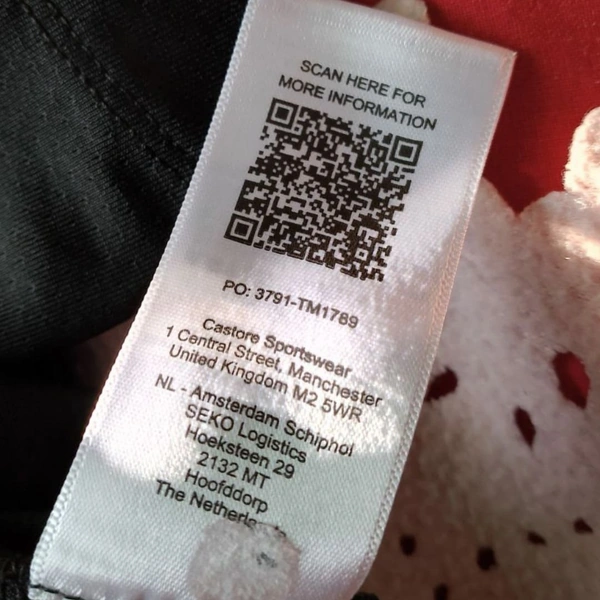 SCAN HERE FOR
MORE INFORMATION
PO: 3791-TM1789
Castore Sportswear
1 Central Street, Manchester
United Kingdom M2 5WR
NL - Amsterdam Schiphol
SEKO Logistics
Hoeksteen 29
2132 MT
Hoofddorp
The